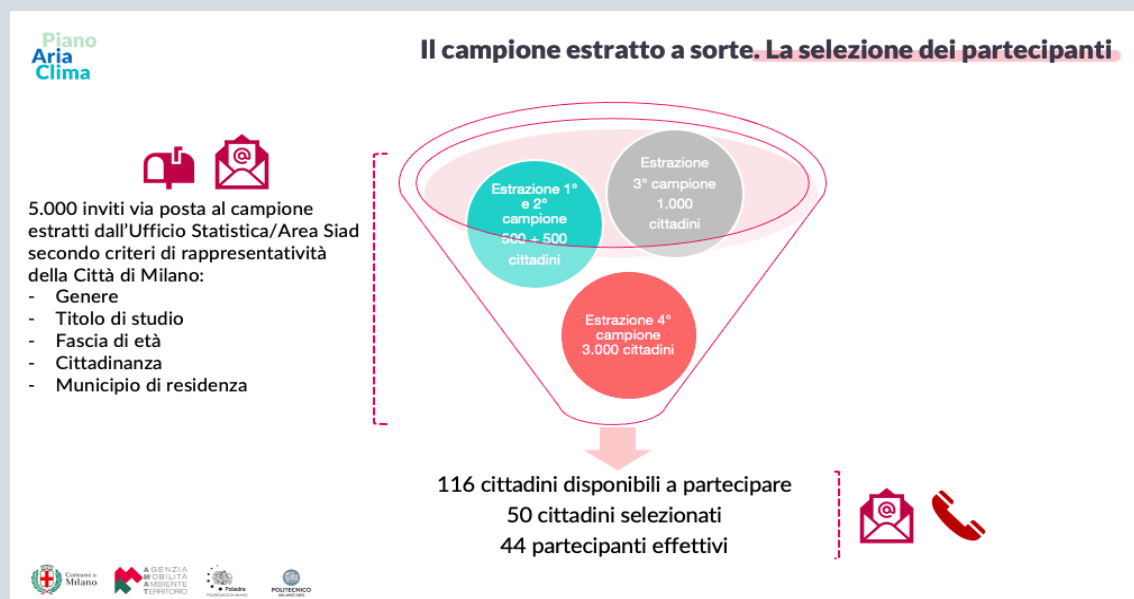 Piano
Aria
Clima
Il campione estratto a sorte. La selezione dei partecipanti
5.000 inviti via posta al campione
estratti dall'Ufficio Statistica/Area Siad
secondo criteri di rappresentatività
della Città di Milano:
- Genere
- Titolo di studio
- Fascia di età
- Cittadinanza
- Municipio di residenza
Estrazione 1°
e 2°
campione
500 + 500
cittadini
Estrazione
3° campione
1.000
cittadini
Estrazione 4°
campione
3.000 cittadini
116 cittadini disponibili a partecipare
50 cittadini selezionati
44 partecipanti effettivi
Comune di
Milano
AGENZIA
MOBILITÀ
AMBIENTE
TERRITORIO
Poliedra
POLITECNICO DI MILANO
POLITECNICO